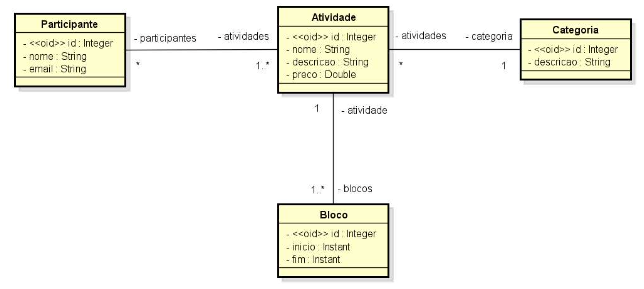 Participante
- <<oid>> id : Integer
- nome : String
- email : String
- participantes
- atividades
*
1..*
Atividade
- <<oid>> id : Integer
- nome : String
- descricao : String
- preco : Double
- atividades
- categoria
*
1
Categoria
- <<oid>> id : Integer
- descricao : String
1
- atividade
1..*
- blocos
Bloco
- <<oid>> id : Integer
- inicio : Instant
- fim : Instant